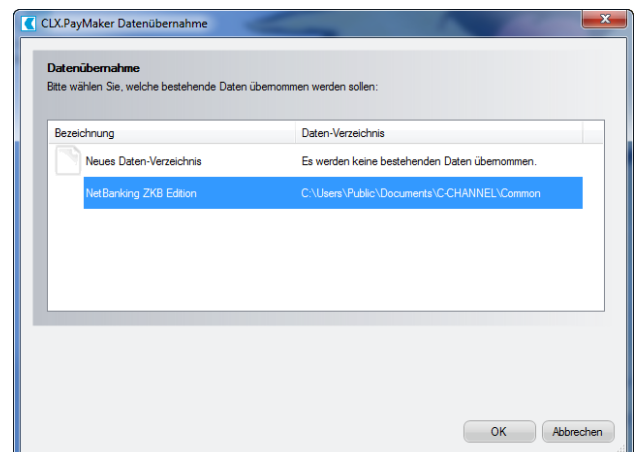 CLX.PayMaker Datenübernahme
Datenübernahme
Bitte wählen Sie, welche bestehende Daten übernommen werden sollen:
Bezeichnung Daten-Verzeichnis
Neues Daten-Verzeichnis Es werden keine bestehenden Daten übernommen.
NetBanking ZKB Edition C:\Users\Public\Documents\C-CHANNEL\Common
OK Abbrechen